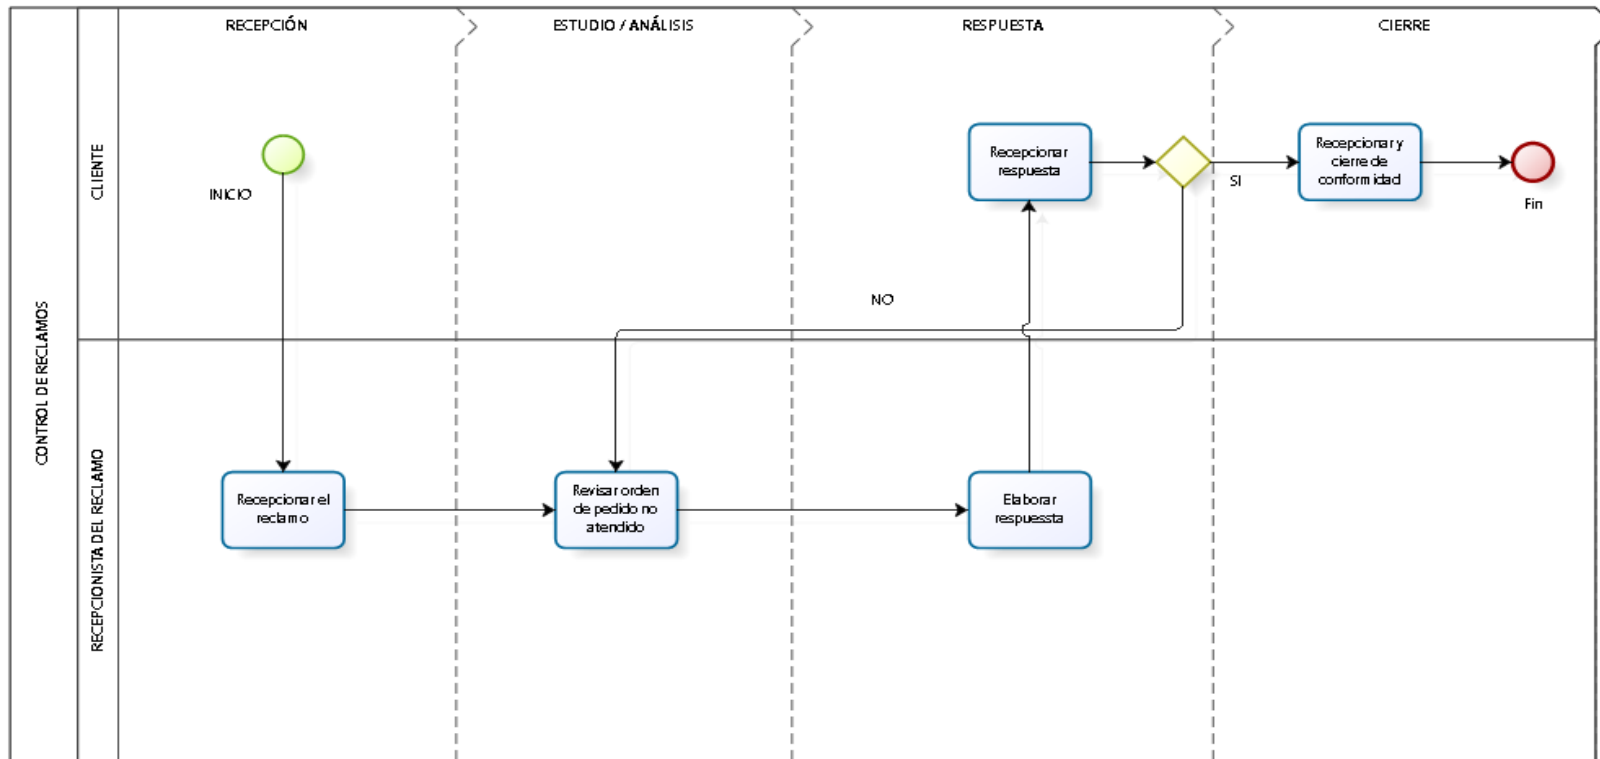 RECEPCIÓN
ESTUDIO / ANÁLISIS
RESPUESTA
CIERRE
CONTROL DE RECLAMOS
CLIENTE
INICIO
Recepcionar
respuesta
SI
Recepcionar y
cierre de
conformidad
Fin
NO
RECEPCIONISTA DEL RECLAMO
Recepcionar el
reclamo
Revisar orden
de pedido no
atendido
Elaborar
respuessta